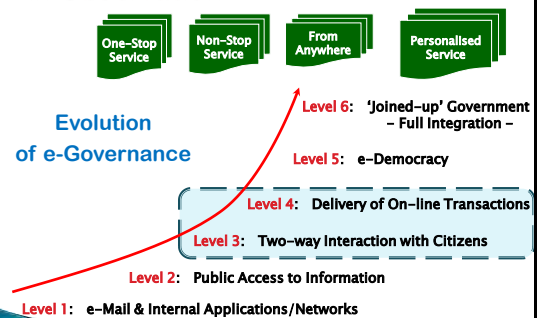 One-Stop
Service
Non-Stop
Service
From
Anywhere
Personalised
Service
Evolution
of e-Governance
Level 6: ‘Joined-up’ Government
– Full Integration –
Level 5: e-Democracy
Level 4: Delivery of On-line Transactions
Level 3: Two-way Interaction with Citizens
Level 2: Public Access to Information
Level 1: e-Mail & Internal Applications/Networks